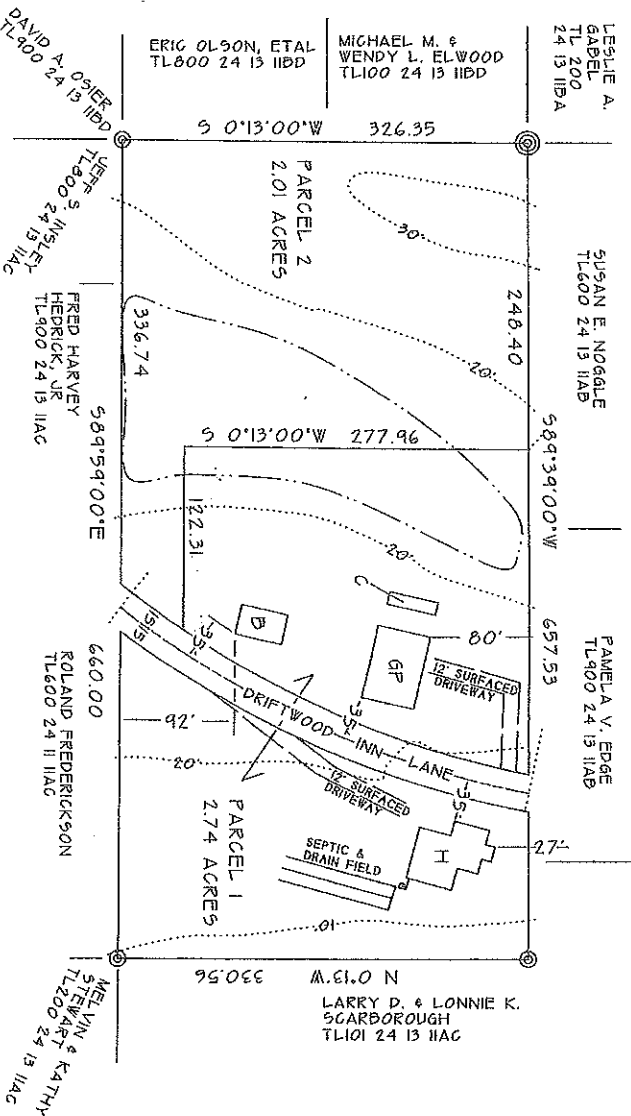 LESLIE A.
GABEL
TL 200
24 13 11BA
MICHAEL M. &
WENDY L. ELWOOD
TL100 24 13 11BD
ERIC OLSON, ETAL
TL800 24 13 11BD
DAVID A. OSIER
TL900 24 13 11BD
S 0°13'00"W 326.35
JEFF S. INSLEY
TL800 24 13 11AC
PARCEL 2
2.01 ACRES
30'
20'
248.40
SUSAN E. NOGGLE
TL600 24 13 11AB
FRED HARVEY
HEDRICK, JR
TL900 24 13 11AC
336.74
S 0°13'00"W 277.96
S89°39'00"W 657.53
S89°59'00"E 660.00
122.31
20'
C
B
GP
80'
12' SURFACED
DRIVEWAY
PAMELA V. EDGE
TL900 24 13 11AB
15'
15'
35'
35'
35'
DRIFTWOOD INN LANE
92'
20'
12' SURFACED
DRIVEWAY
ROLAND FREDERICKSON
TL600 24 11 11AC
PARCEL 1
2.74 ACRES
SEPTIC &
DRAIN FIELD
H
27'
10'
N 0°13'W 330.56
LARRY D. & LONNIE K.
SCARBOROUGH
TL101 24 13 11AC
MELVIN & KATHY
STEWART
TL200 24 13 11AC